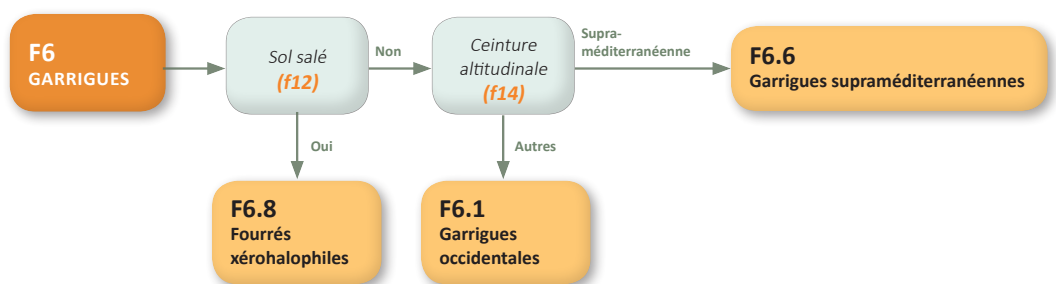 F6
GARRIGUES
Sol salé
(f12)
Non
Ceinture
altitudinale
(f14)
Supra-
méditerranéenne
F6.6
Garrigues supraméditerranéennes
Oui
Autres
F6.8
Fourrés
xérohalophiles
F6.1
Garrigues
occidentales